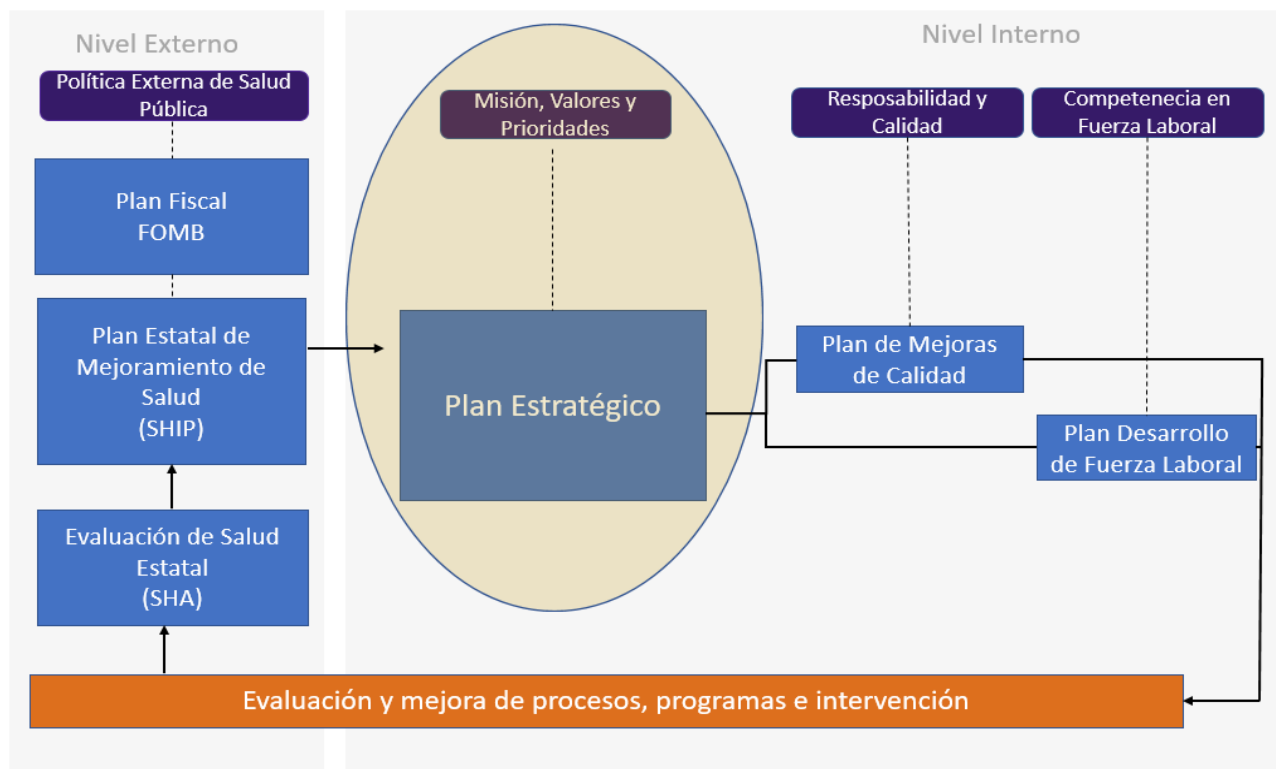 Nivel Externo
Política Externa de Salud
Pública
Plan Fiscal
FOMB
Plan Estatal de
Mejoramiento de
Salud
(SHIP)
Evaluación de Salud
Estatal
(SHA)
Misión, Valores y
Prioridades
Plan Estratégico
Nivel Interno
Resposabilidad y
Calidad
Competenecia en
Fuerza Laboral
Plan de Mejoras
de Calidad
Plan Desarrollo
de Fuerza Laboral
Evaluación y mejora de procesos, programas e intervención